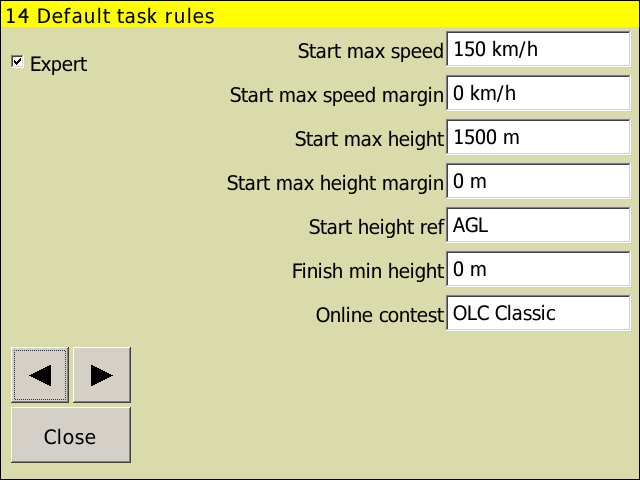 14 Default task rules
Expert
Start max speed 150 km/h
Start max speed margin 0 km/h
Start max height 1500 m
Start max height margin 0 m
Start height ref AGL
Finish min height 0 m
Online contest OLC Classic
Close